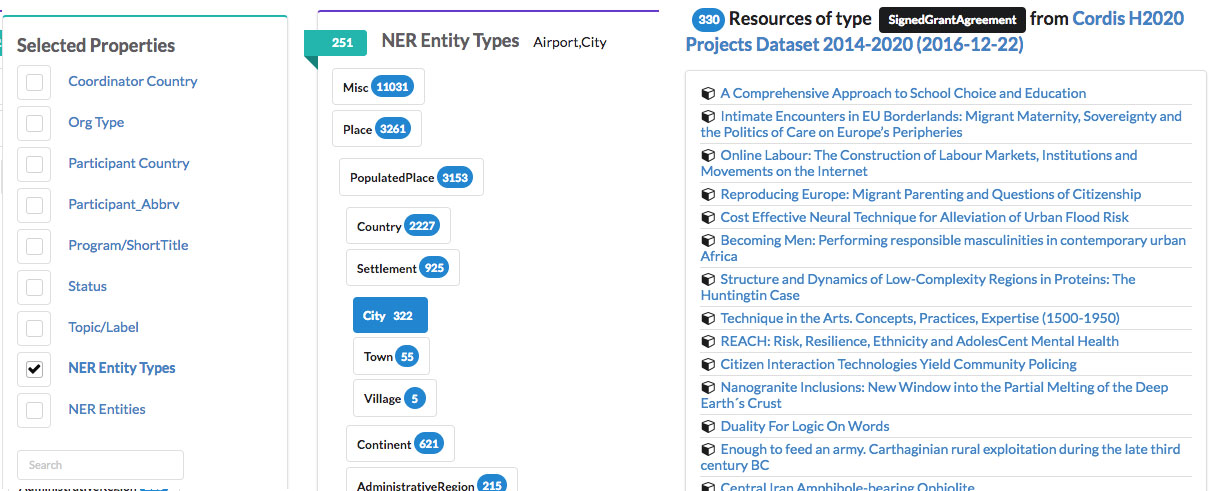 Selected Properties
Coordinator Country
Org Type
Participant Country
Participant_Abbrv
Program/ShortTitle
Status
Topic/Label
NER Entity Types
NER Entities
Search
251 NER Entity Types Airport,City
Misc 11031
Place 3261
PopulatedPlace 3153
Country 2227
Settlement 925
City 322
Town 55
Village 5
Continent 621
AdministrativeRegion 215
330 Resources of type SignedGrantAgreement from Cordis H2020
Projects Dataset 2014-2020 (2016-12-22)
A Comprehensive Approach to School Choice and Education
Intimate Encounters in EU Borderlands: Migrant Maternity, Sovereignty and
the Politics of Care on Europe's Peripheries
Online Labour: The Construction of Labour Markets, Institutions and
Movements on the Internet
Reproducing Europe: Migrant Parenting and Questions of Citizenship
Cost Effective Neural Technique for Alleviation of Urban Flood Risk
Becoming Men: Performing responsible masculinities in contemporary urban
Africa
Structure and Dynamics of Low-Complexity Regions in Proteins: The
Huntingtin Case
Technique in the Arts. Concepts, Practices, Expertise (1500-1950)
REACH: Risk, Resilience, Ethnicity and AdolesCent Mental Health
Citizen Interaction Technologies Yield Community Policing
Nanogranite Inclusions: New Window into the Partial Melting of the Deep
Earth´s Crust
Duality For Logic On Words
Enough to feed an army. Carthaginian rural exploitation during the late third
century BC
Central Iran Amphibole-bearing Ophiolite